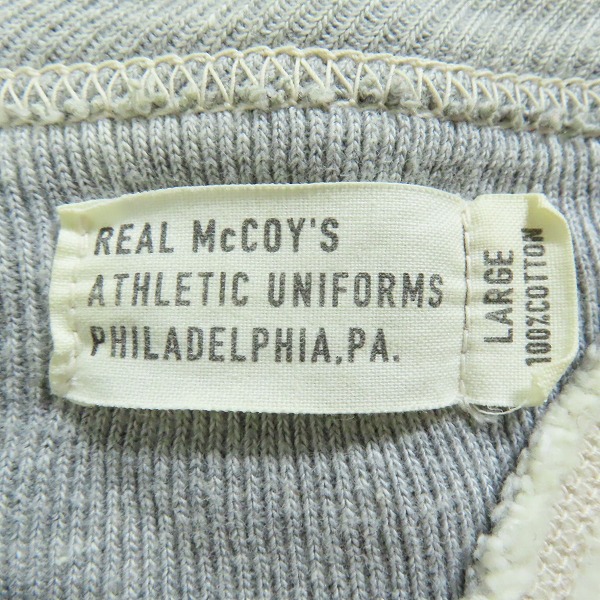 REAL McCOY'S
ATHLETIC UNIFORMS
PHILADELPHIA,PA.
LARGE
100%COTTON